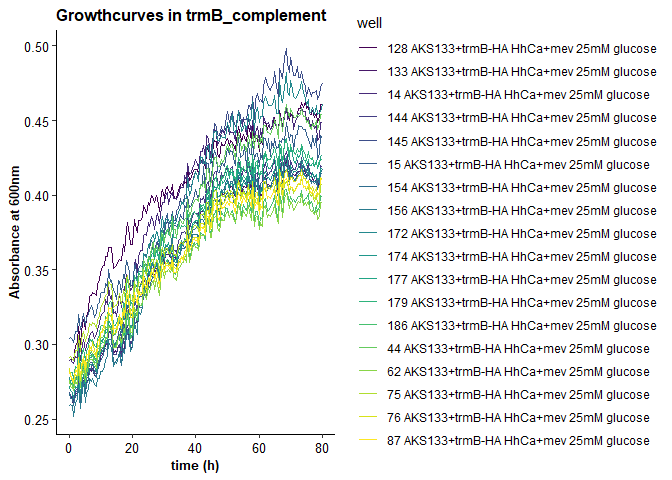 Growthcurves in trmB_complement
0.50
0.45
0.40
0.35
0.30
0.25
Absorbance at 600nm
0 20 40 60 80
time (h)
well
128 AKS133+trmB-HA HhCa+mev 25mM glucose
133 AKS133+trmB-HA HhCa+mev 25mM glucose
14 AKS133+trmB-HA HhCa+mev 25mM glucose
144 AKS133+trmB-HA HhCa+mev 25mM glucose
145 AKS133+trmB-HA HhCa+mev 25mM glucose
15 AKS133+trmB-HA HhCa+mev 25mM glucose
154 AKS133+trmB-HA HhCa+mev 25mM glucose
156 AKS133+trmB-HA HhCa+mev 25mM glucose
172 AKS133+trmB-HA HhCa+mev 25mM glucose
174 AKS133+trmB-HA HhCa+mev 25mM glucose
177 AKS133+trmB-HA HhCa+mev 25mM glucose
179 AKS133+trmB-HA HhCa+mev 25mM glucose
186 AKS133+trmB-HA HhCa+mev 25mM glucose
44 AKS133+trmB-HA HhCa+mev 25mM glucose
62 AKS133+trmB-HA HhCa+mev 25mM glucose
75 AKS133+trmB-HA HhCa+mev 25mM glucose
76 AKS133+trmB-HA HhCa+mev 25mM glucose
87 AKS133+trmB-HA HhCa+mev 25mM glucose